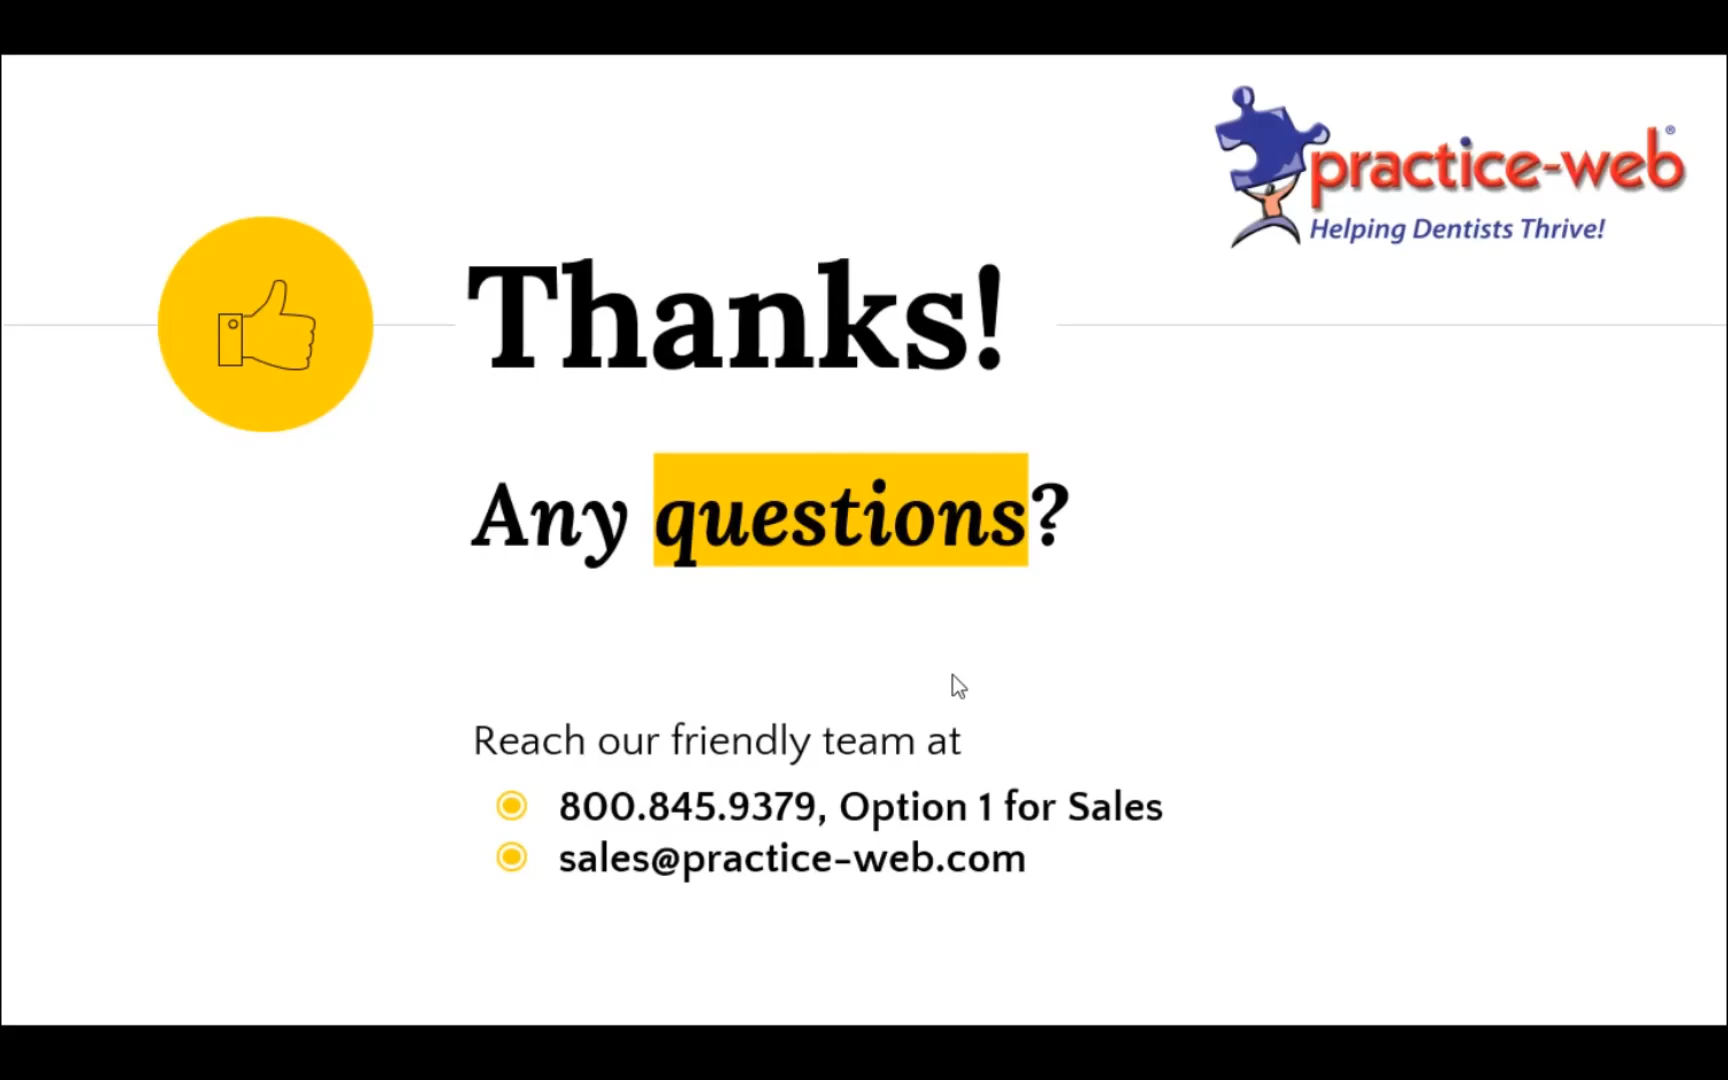 practice-web®
Helping Dentists Thrive!
Thanks!
Any questions?
Reach our friendly team at
800.845.9379, Option 1 for Sales
sales@practice-web.com